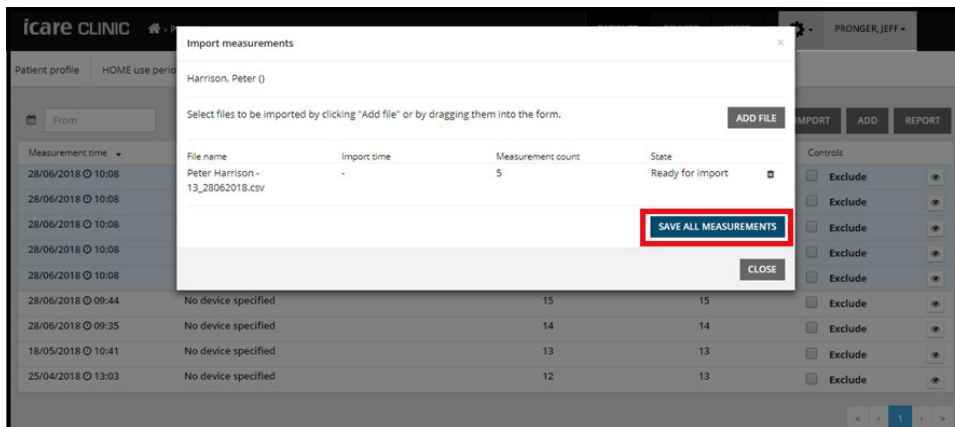 icare CLINIC
PRONGER, JEFF
Import measurements ×
Patient profile HOME use perio
Harrison, Peter ()
Select files to be imported by clicking "Add file" or by dragging them into the form. ADD FILE
From IMPORT ADD REPORT
Measurement time Controls
File name Import time Measurement count State
Peter Harrison - - 5 Ready for import
13_28062018.csv
28/06/2018 10:08 Exclude
28/06/2018 10:08 Exclude
28/06/2018 10:08 Exclude
SAVE ALL MEASUREMENTS
28/06/2018 10:08 Exclude
28/06/2018 10:08 Exclude
CLOSE
28/06/2018 09:44 No device specified 15 15 Exclude
28/06/2018 09:35 No device specified 14 14 Exclude
18/05/2018 10:41 No device specified 13 13 Exclude
25/04/2018 13:03 No device specified 12 13 Exclude
« ‹ 1 › »